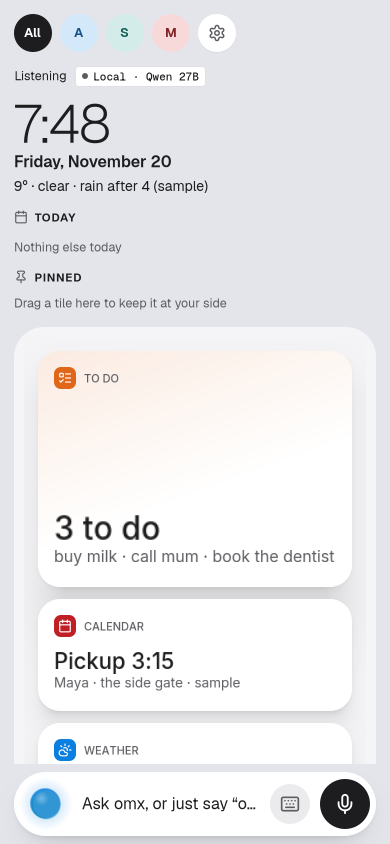 All A S M
Listening Local · Qwen 27B
7:48
Friday, November 20
9° · clear · rain after 4 (sample)
TODAY
Nothing else today
PINNED
Drag a tile here to keep it at your side
TO DO
3 to do
buy milk · call mum · book the dentist
CALENDAR
Pickup 3:15
Maya · the side gate · sample
WEATHER
Ask omx, or just say “o…